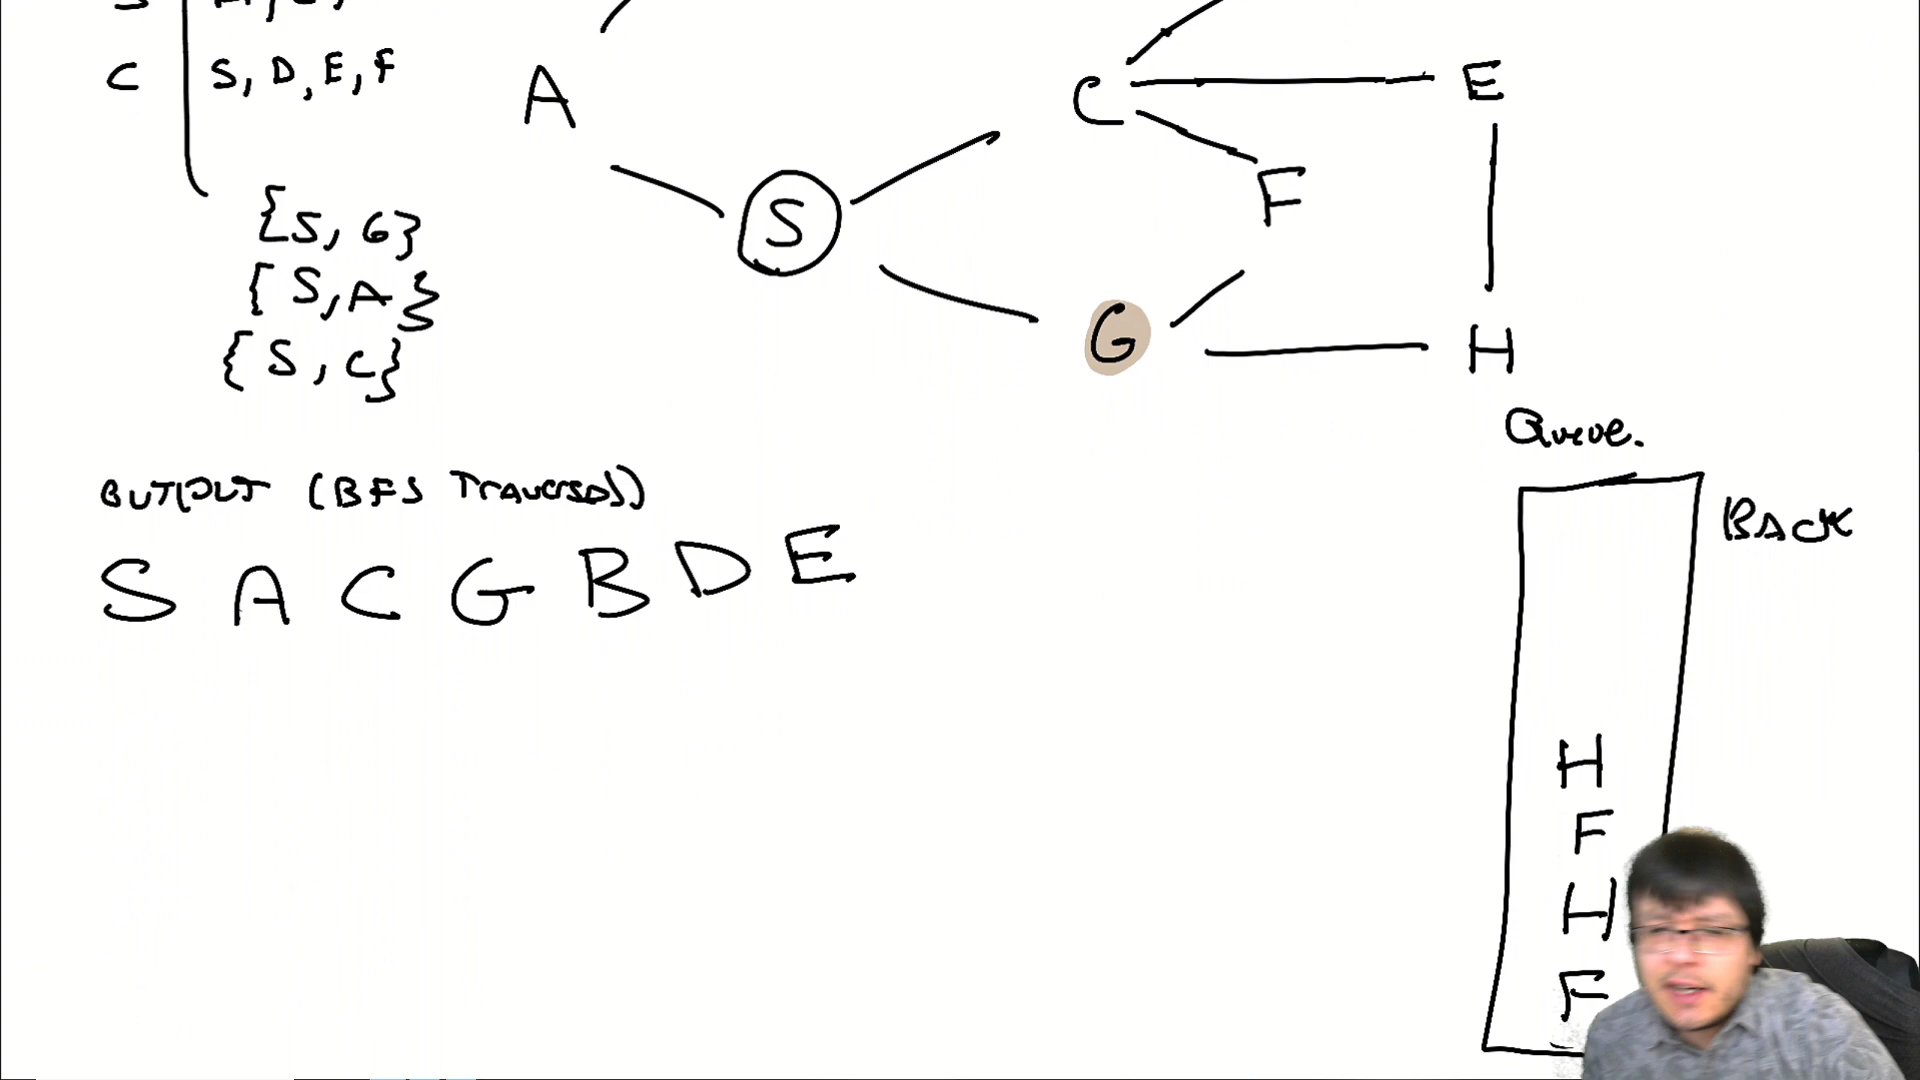 C | S, D, E, F
A
C
E
F
S
{S, G}
[S, A}
{S, C}
G
H
Queue.
OUTPUT (BFS Traversal)
BACK
S A C G B D E
H
F
H
F